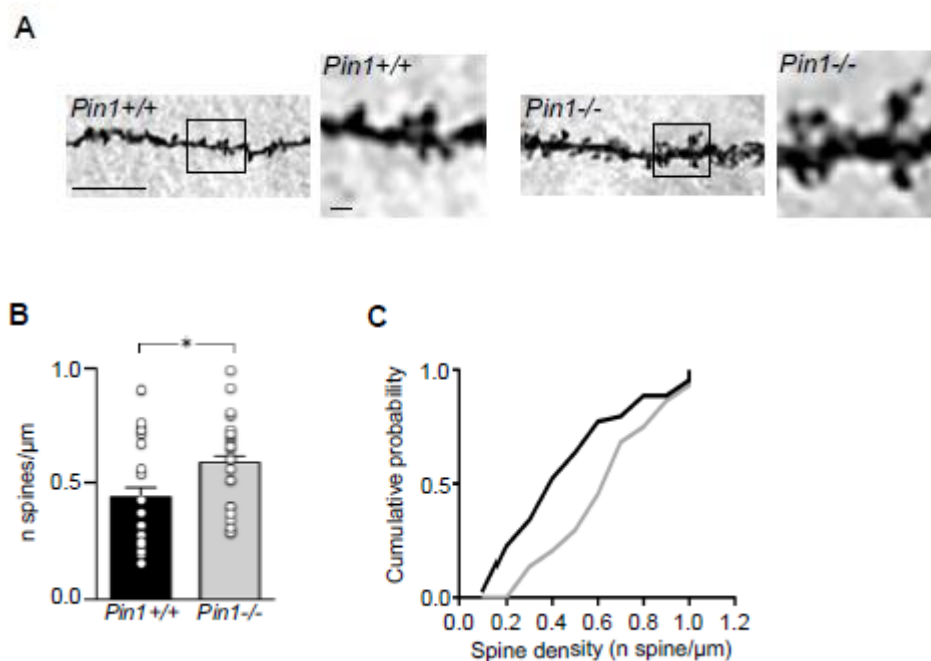 A
Pin1+/+
Pin1+/+
Pin1-/-
Pin1-/-
B
*
1.0
0.5
0.0
n spines/µm
Pin1+/+ Pin1-/-
C
1.0
0.5
0.0
Cumulative probability
0.0 0.2 0.4 0.6 0.8 1.0 1.2
Spine density (n spine/µm)